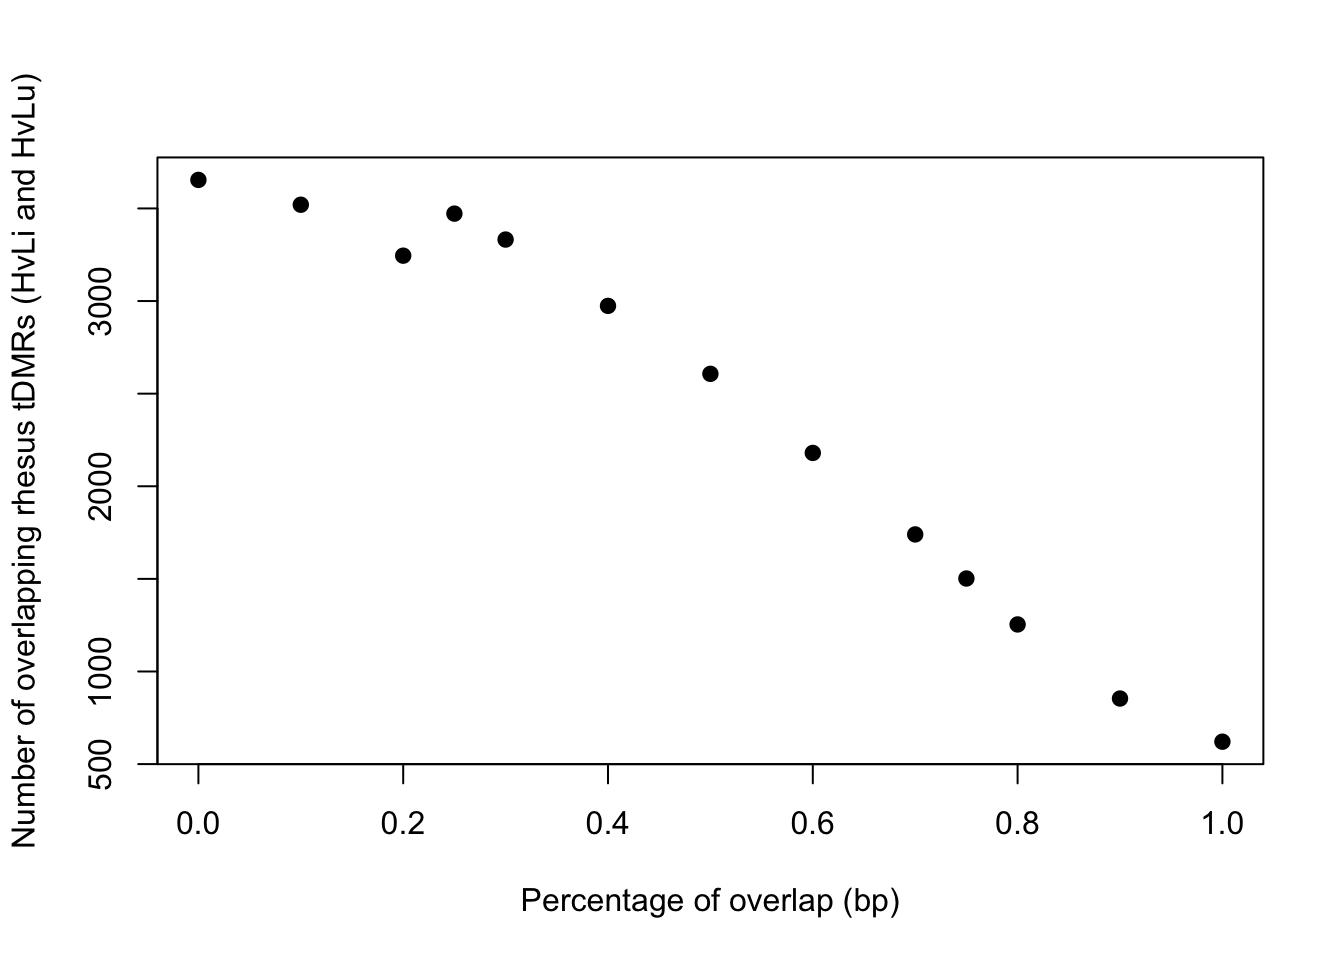 Number of overlapping rhesus tDMRs (HvLi and HvLu)
3000
2000
1000
500
0.0 0.2 0.4 0.6 0.8 1.0
Percentage of overlap (bp)